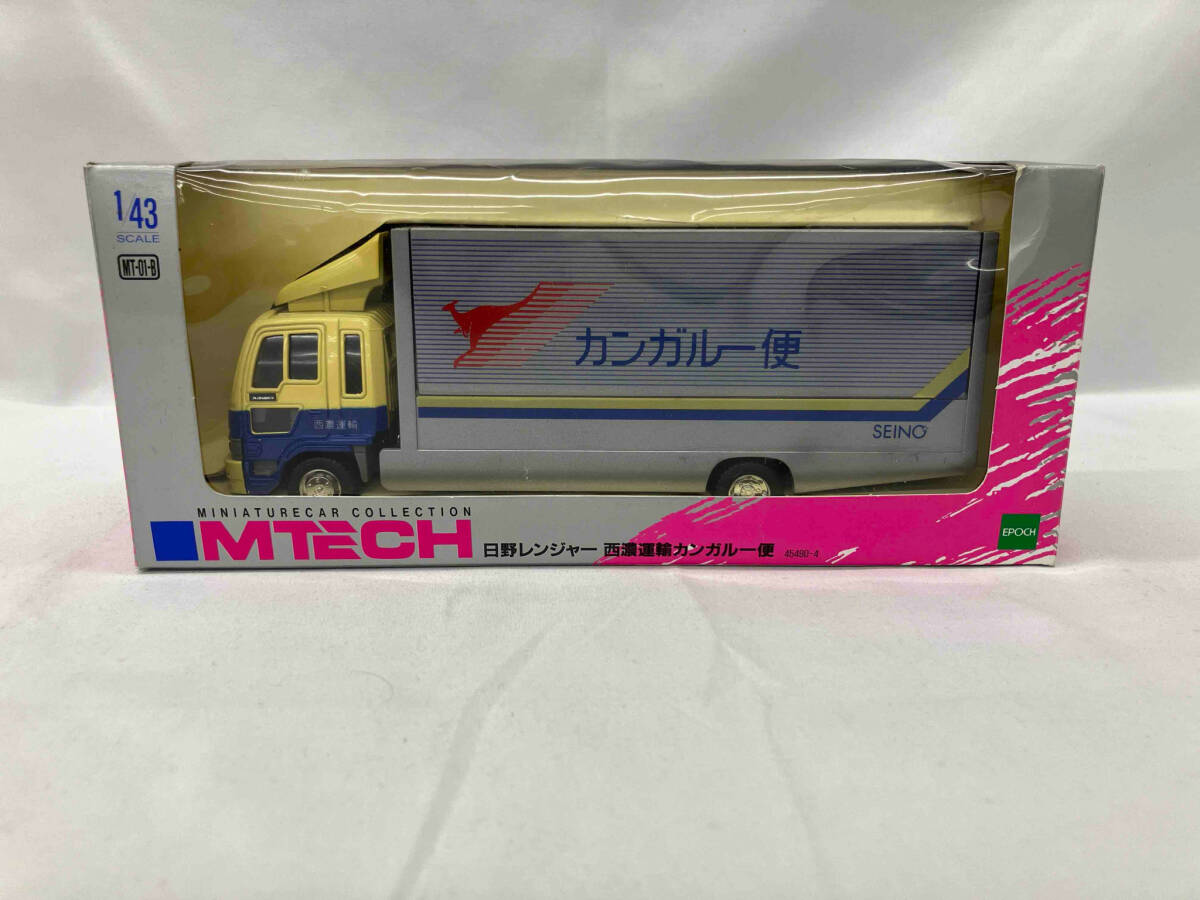 1/43
SCALE
MT-01-B
カンガルー便
西濃運輸
SEINO
MINIATURECAR COLLECTION
MTECH
日野レンジャー 西濃運輸カンガルー便 45490-4
EPOCH